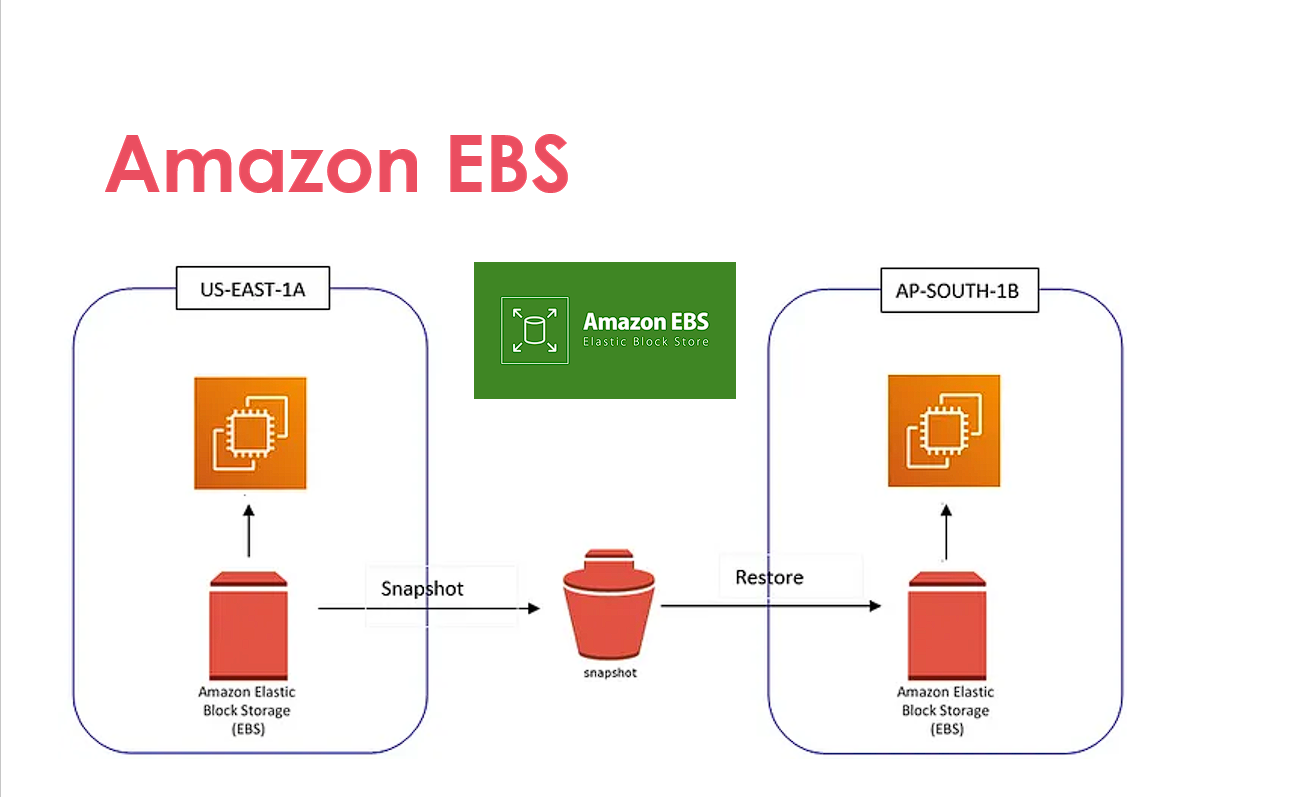 Amazon EBS
US-EAST-1A
Amazon EBS
Elastic Block Store
AP-SOUTH-1B
Snapshot
Restore
snapshot
Amazon Elastic
Block Storage
(EBS)
Amazon Elastic
Block Storage
(EBS)